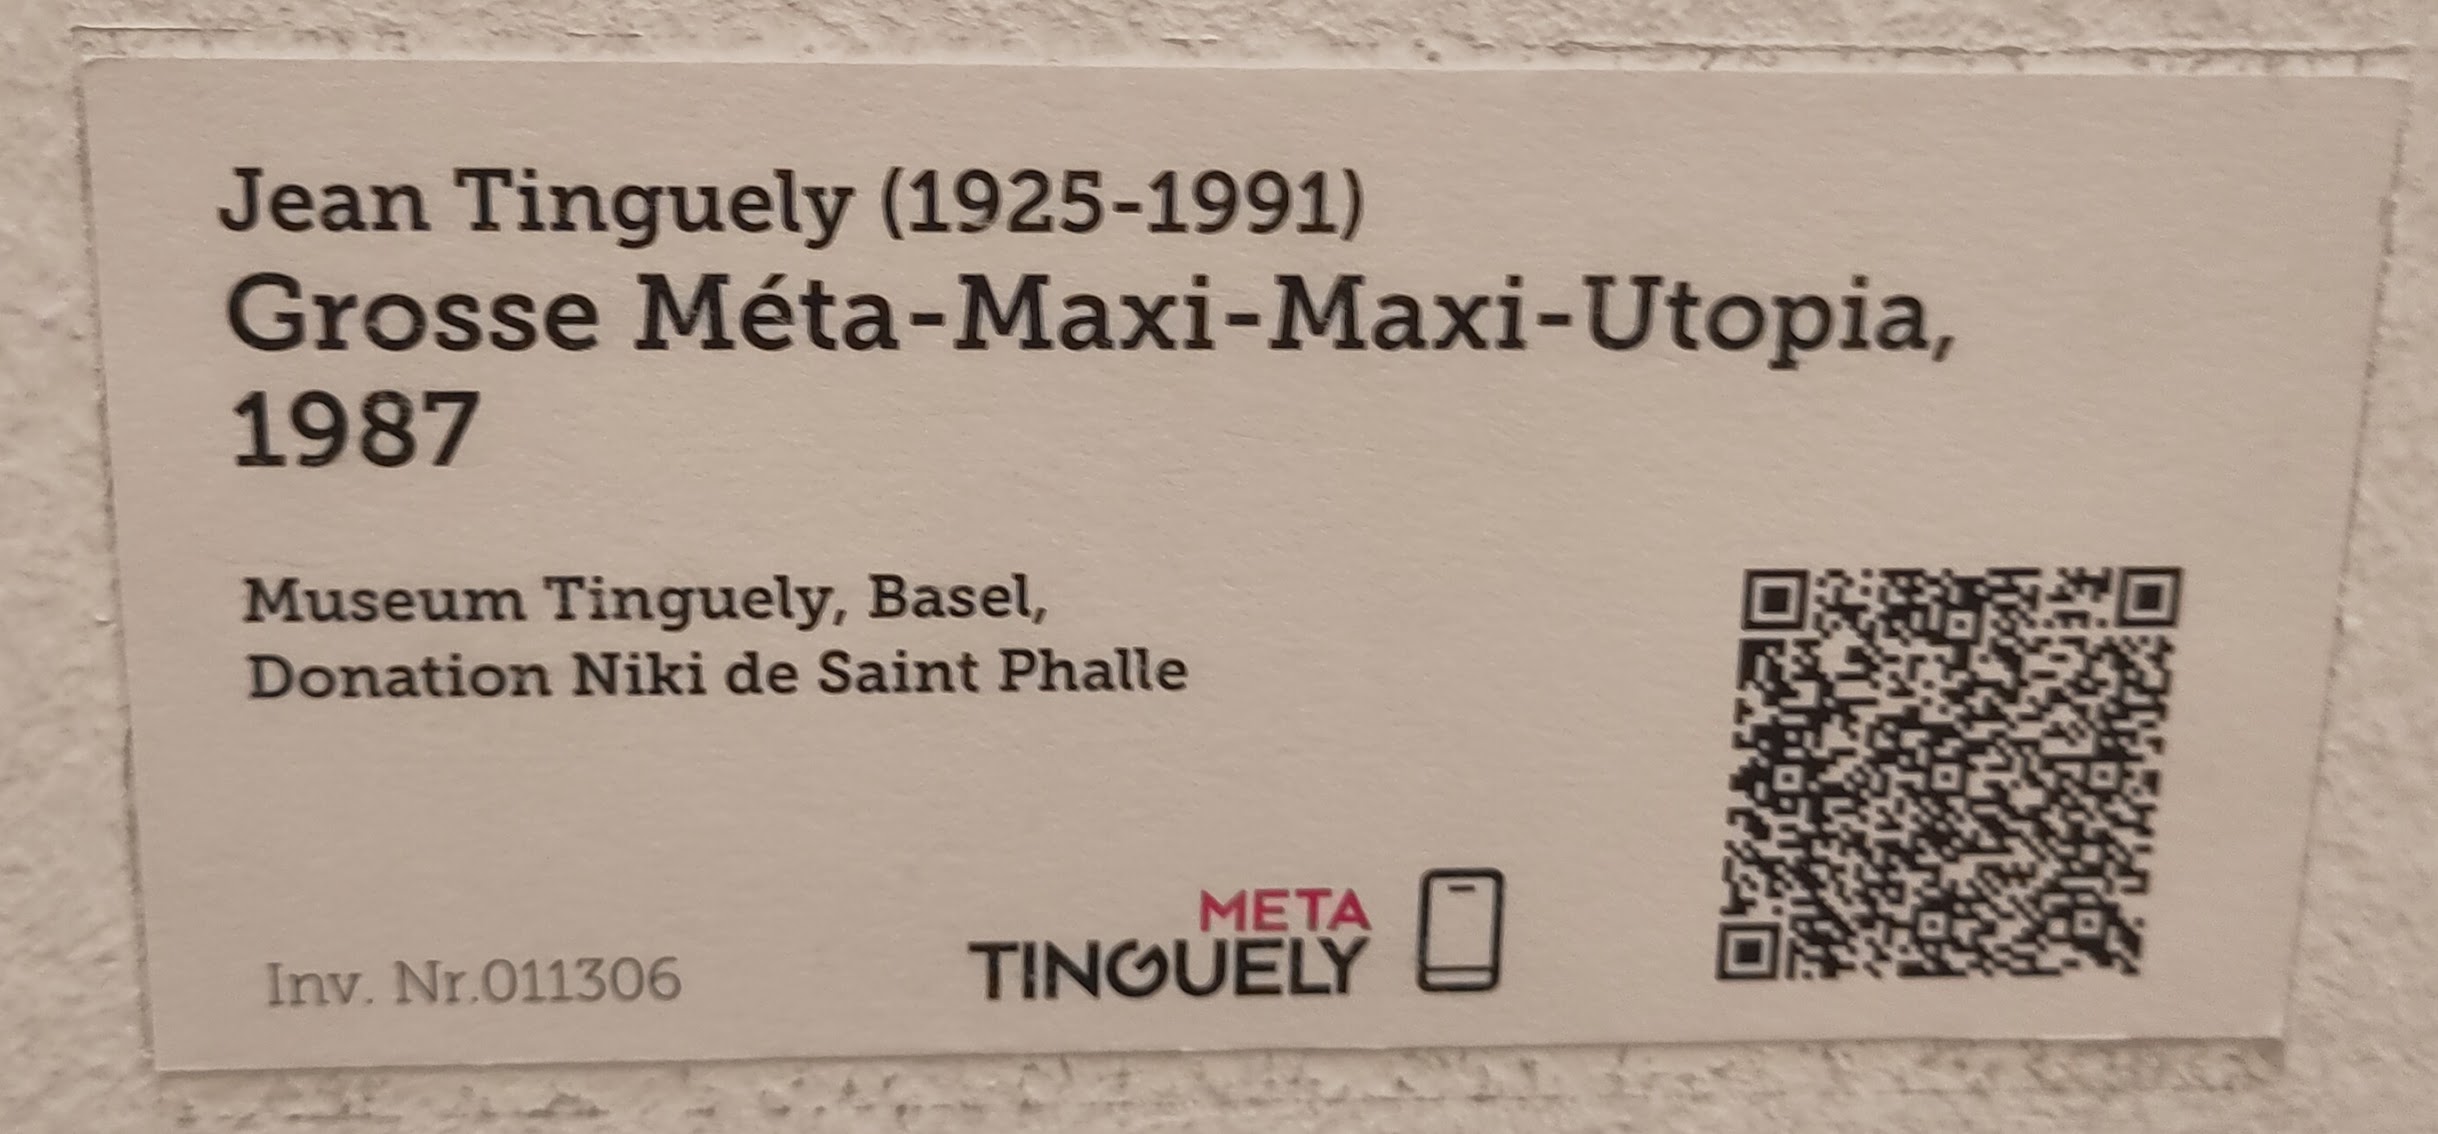 Jean Tinguely (1925-1991)
Grosse Méta-Maxi-Maxi-Utopia,
1987
Museum Tinguely, Basel,
Donation Niki de Saint Phalle
Inv. Nr.011306
META
TINGUELY